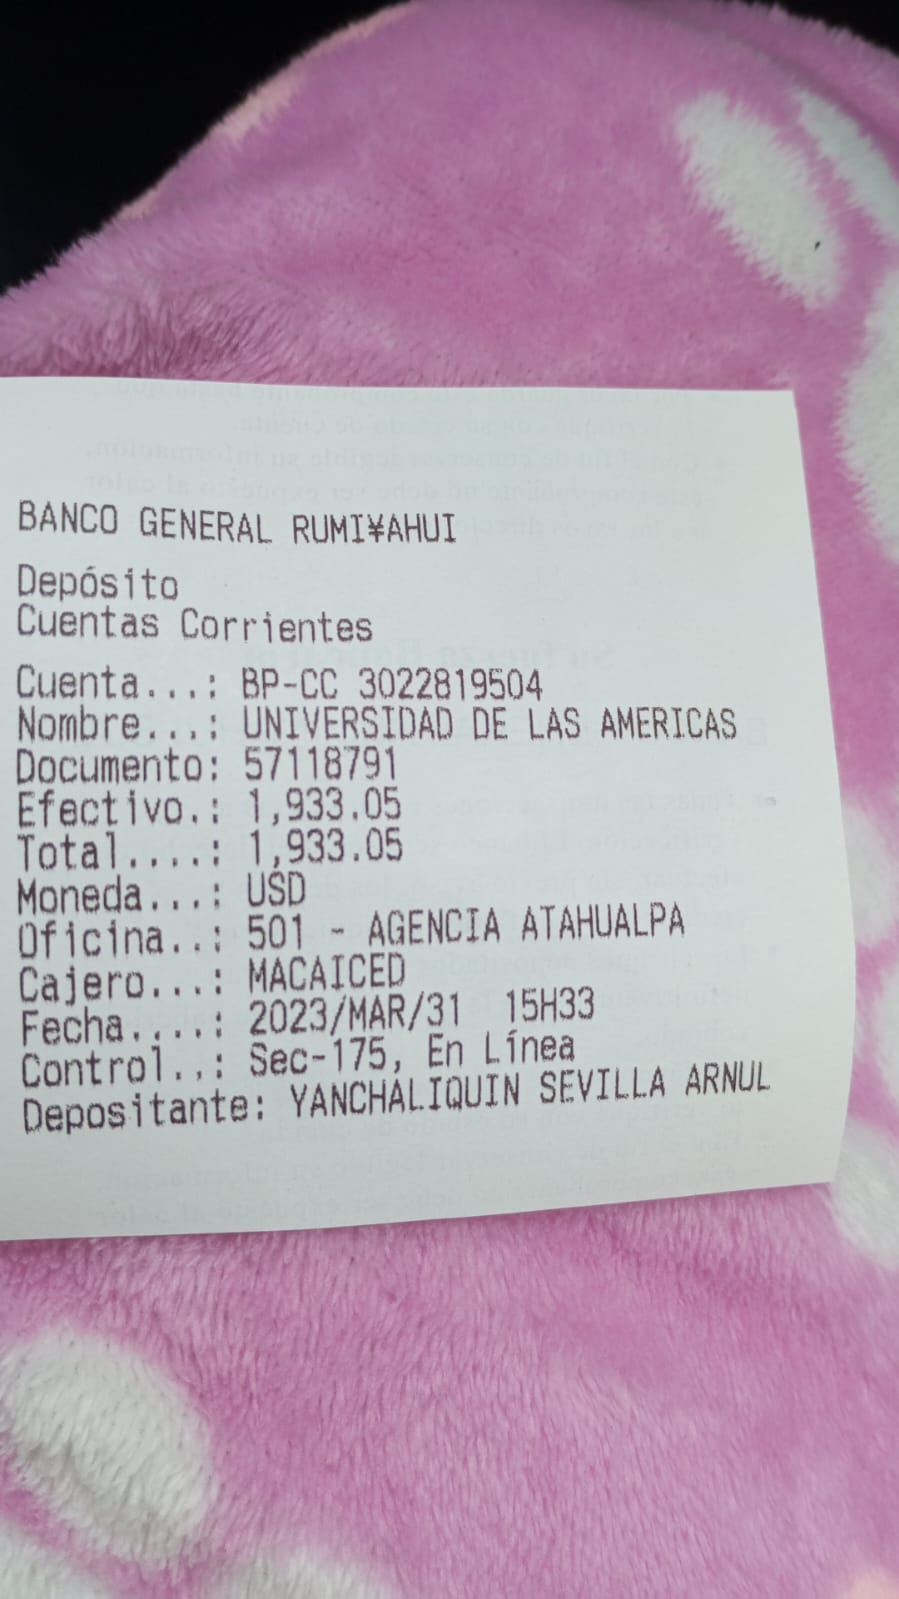 BANCO GENERAL RUMI¥AHUI
Depósito
Cuentas Corrientes
Cuenta...: BP-CC 3022819504
Nombre...: UNIVERSIDAD DE LAS AMERICAS
Documento: 57118791
Efectivo.: 1,933.05
Total....: 1,933.05
Moneda...: USD
Oficina..: 501 - AGENCIA ATAHUALPA
Cajero...: MACAICED
Fecha....: 2023/MAR/31 15H33
Control..: Sec-175, En Línea
Depositante: YANCHALIQUIN SEVILLA ARNUL